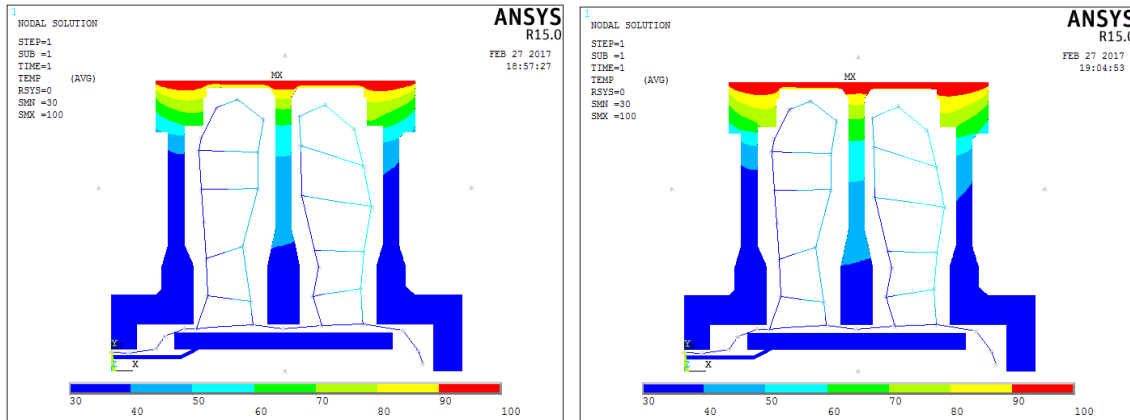 1
NODAL SOLUTION
STEP=1
SUB =1
TIME=1
TEMP (AVG)
RSYS=0
SMN =30
SMX =100
ANSYS
R15.0
FEB 27 2017
18:57:27
MX
Y
Z X
30 40 50 60 70 80 90 100
1
NODAL SOLUTION
STEP=1
SUB =1
TIME=1
TEMP (AVG)
RSYS=0
SMN =30
SMX =100
ANSYS
R15.0
FEB 27 2017
19:04:53
MX
Y
Z X
30 40 50 60 70 80 90 100